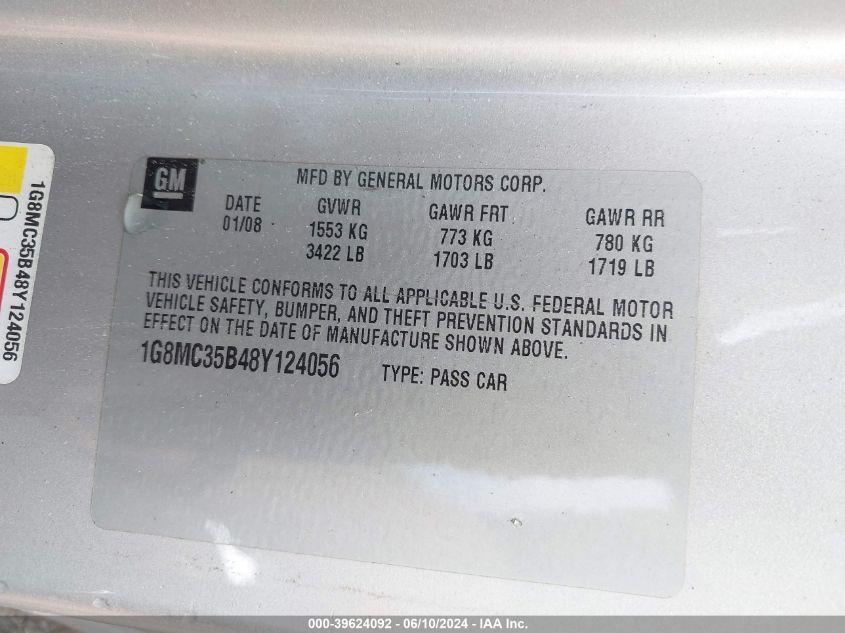 1G8MC35B48Y124056
GM
MFD BY GENERAL MOTORS CORP.
DATE GVWR GAWR FRT GAWR RR
01/08 1553 KG 773 KG 780 KG
3422 LB 1703 LB 1719 LB
THIS VEHICLE CONFORMS TO ALL APPLICABLE U.S. FEDERAL MOTOR
VEHICLE SAFETY, BUMPER, AND THEFT PREVENTION STANDARDS IN
EFFECT ON THE DATE OF MANUFACTURE SHOWN ABOVE.
1G8MC35B48Y124056 TYPE: PASS CAR
000-39624092 - 06/10/2024 - IAA Inc.